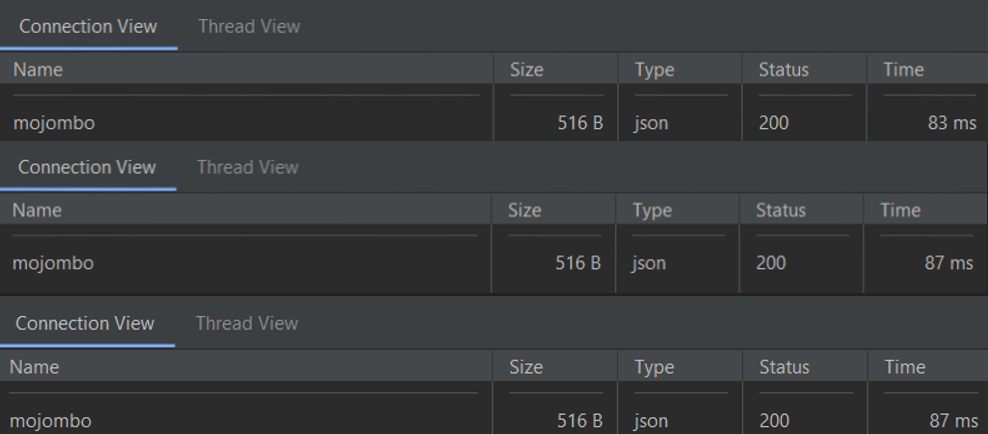 Connection View Thread View
Name Size Type Status Time
mojombo 516 B json 200 83 ms
Connection View Thread View
Name Size Type Status Time
mojombo 516 B json 200 87 ms
Connection View Thread View
Name Size Type Status Time
mojombo 516 B json 200 87 ms